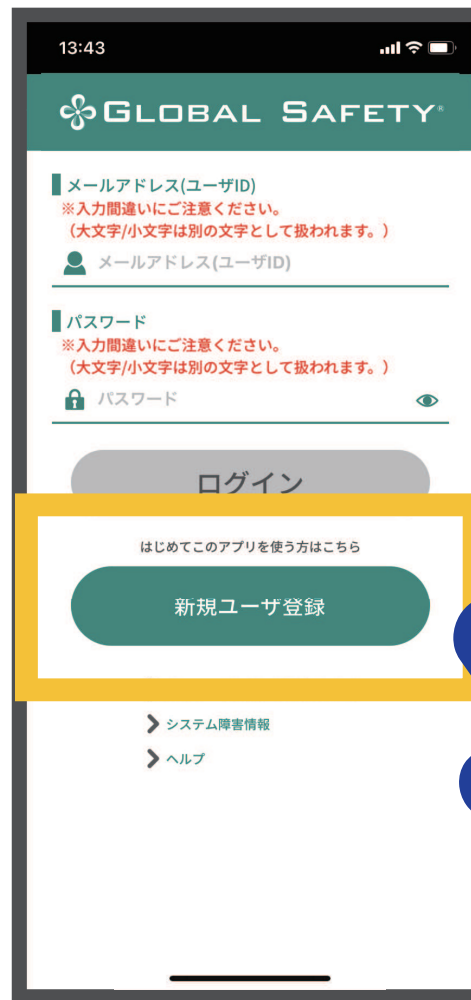 13:43
GLOBAL SAFETY®
メールアドレス(ユーザID)
※入力間違いにご注意ください。
(大文字/小文字は別の文字として扱われます。)
メールアドレス(ユーザID)
パスワード
※入力間違いにご注意ください。
(大文字/小文字は別の文字として扱われます。)
パスワード
ログイン
はじめてこのアプリを使う方はこちら
新規ユーザ登録
システム障害情報
ヘルプ